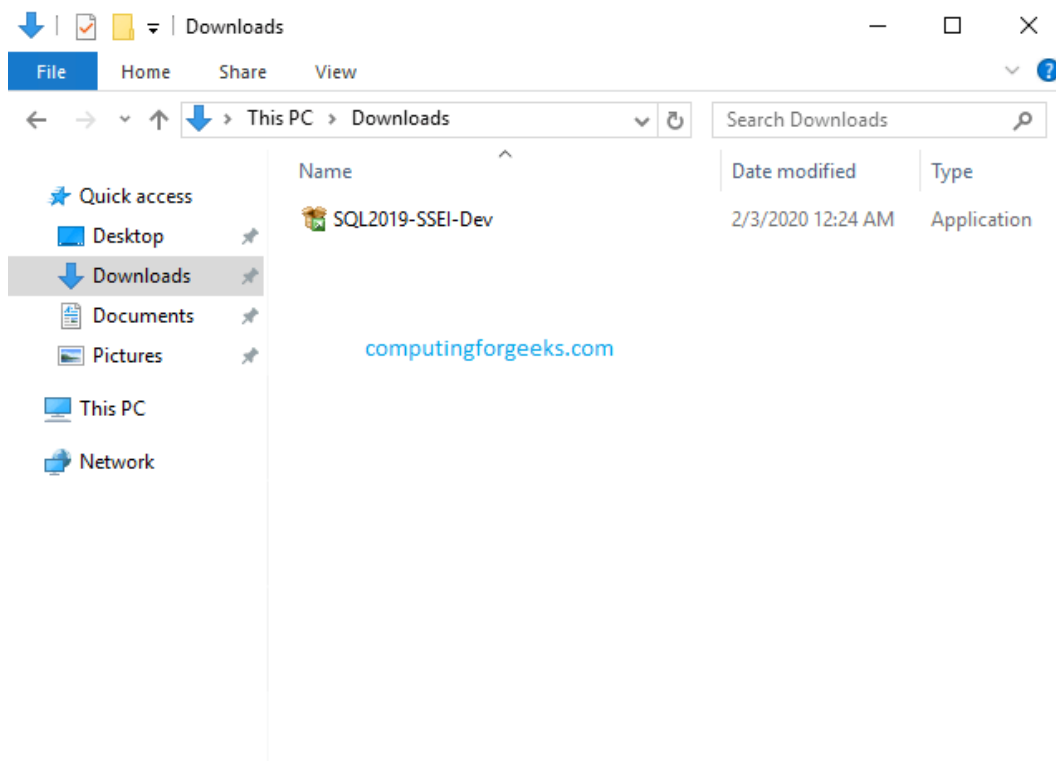 Downloads
File Home Share View
This PC > Downloads
Search Downloads
Name Date modified Type
SQL2019-SSEI-Dev 2/3/2020 12:24 AM Application
Quick access
Desktop
Downloads
Documents
Pictures
This PC
Network
computingforgeeks.com